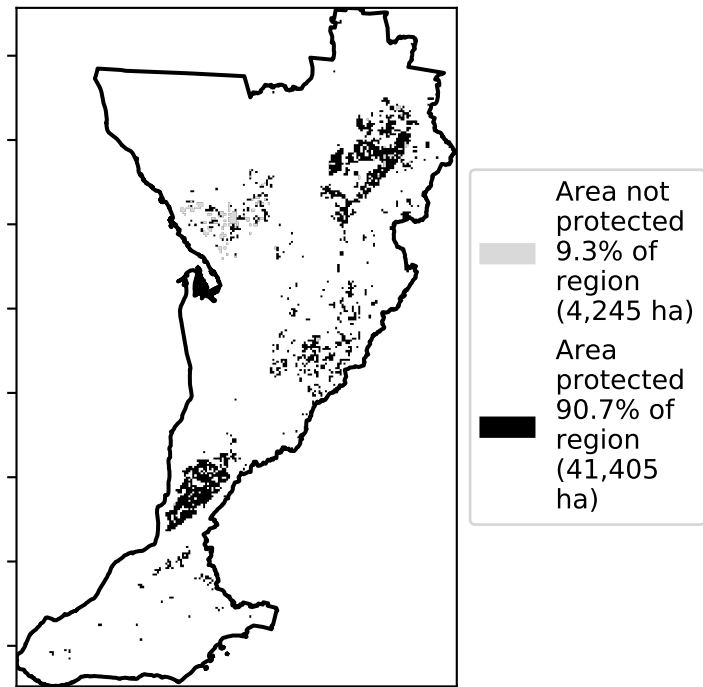 Area not
protected
9.3% of
region
(4,245 ha)
Area
protected
90.7% of
region
(41,405
ha)